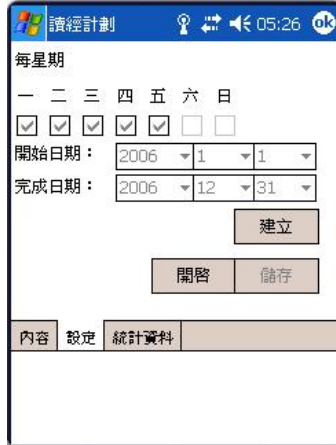 讀經計劃 05:26 ok
每星期
一 二 三 四 五 六 日
開始日期： 2006 1 1
完成日期： 2006 12 31
建立
開啓 儲存
內容 設定 統計資料